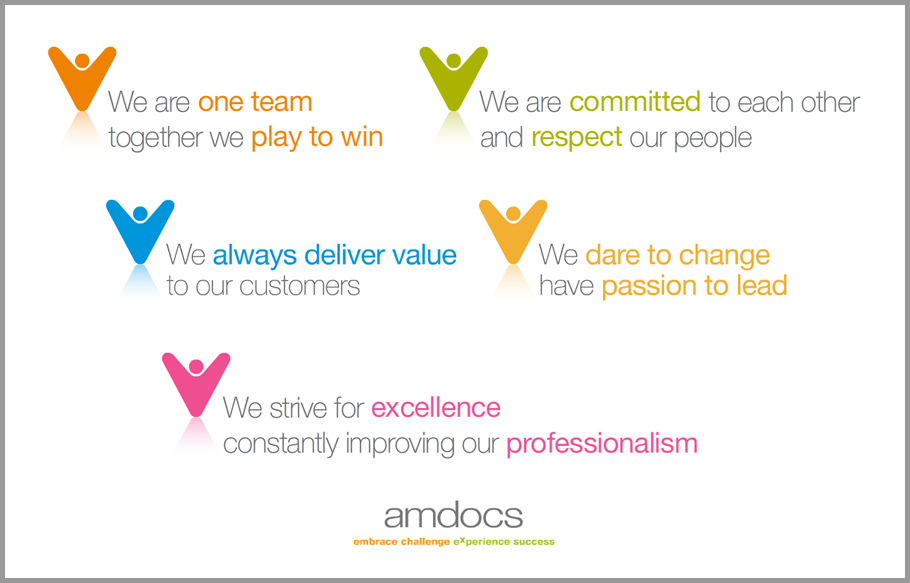 We are one team
together we play to win
We are committed to each other
and respect our people
We always deliver value
to our customers
We dare to change
have passion to lead
We strive for excellence
constantly improving our professionalism
amdocs
embrace challenge experience success